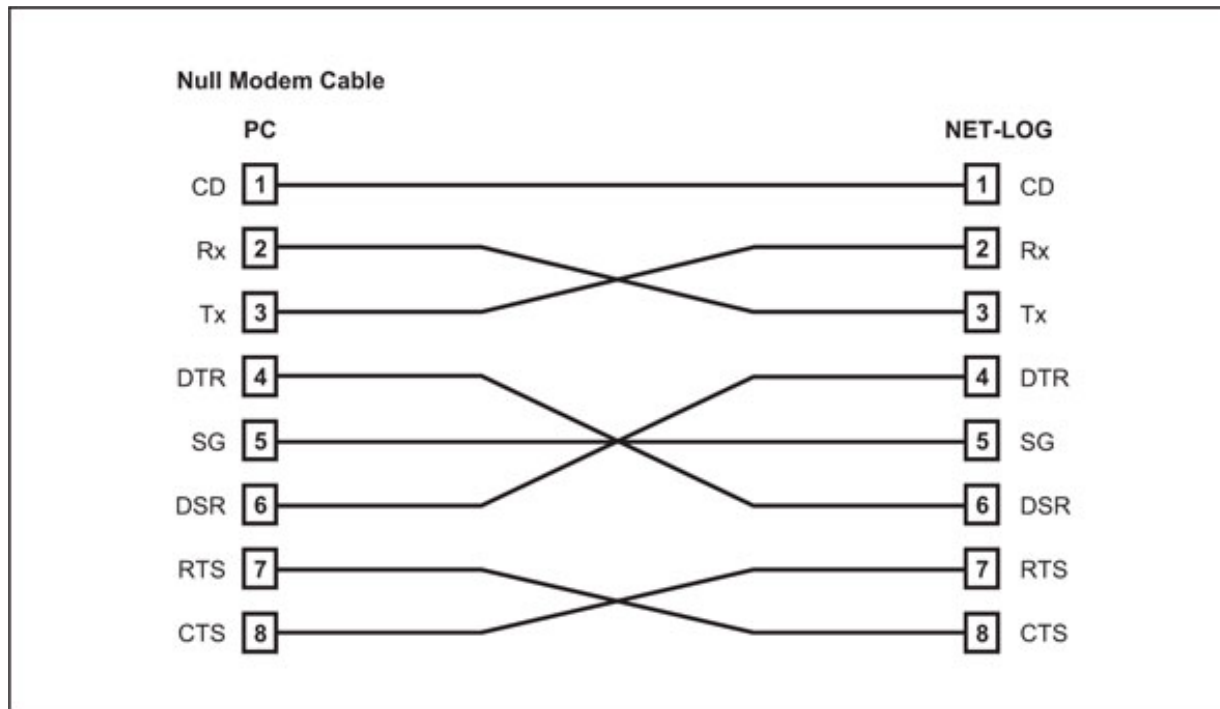 Null Modem Cable
PC NET-LOG
CD 1 1 CD
Rx 2 2 Rx
Tx 3 3 Tx
DTR 4 4 DTR
SG 5 5 SG
DSR 6 6 DSR
RTS 7 7 RTS
CTS 8 8 CTS